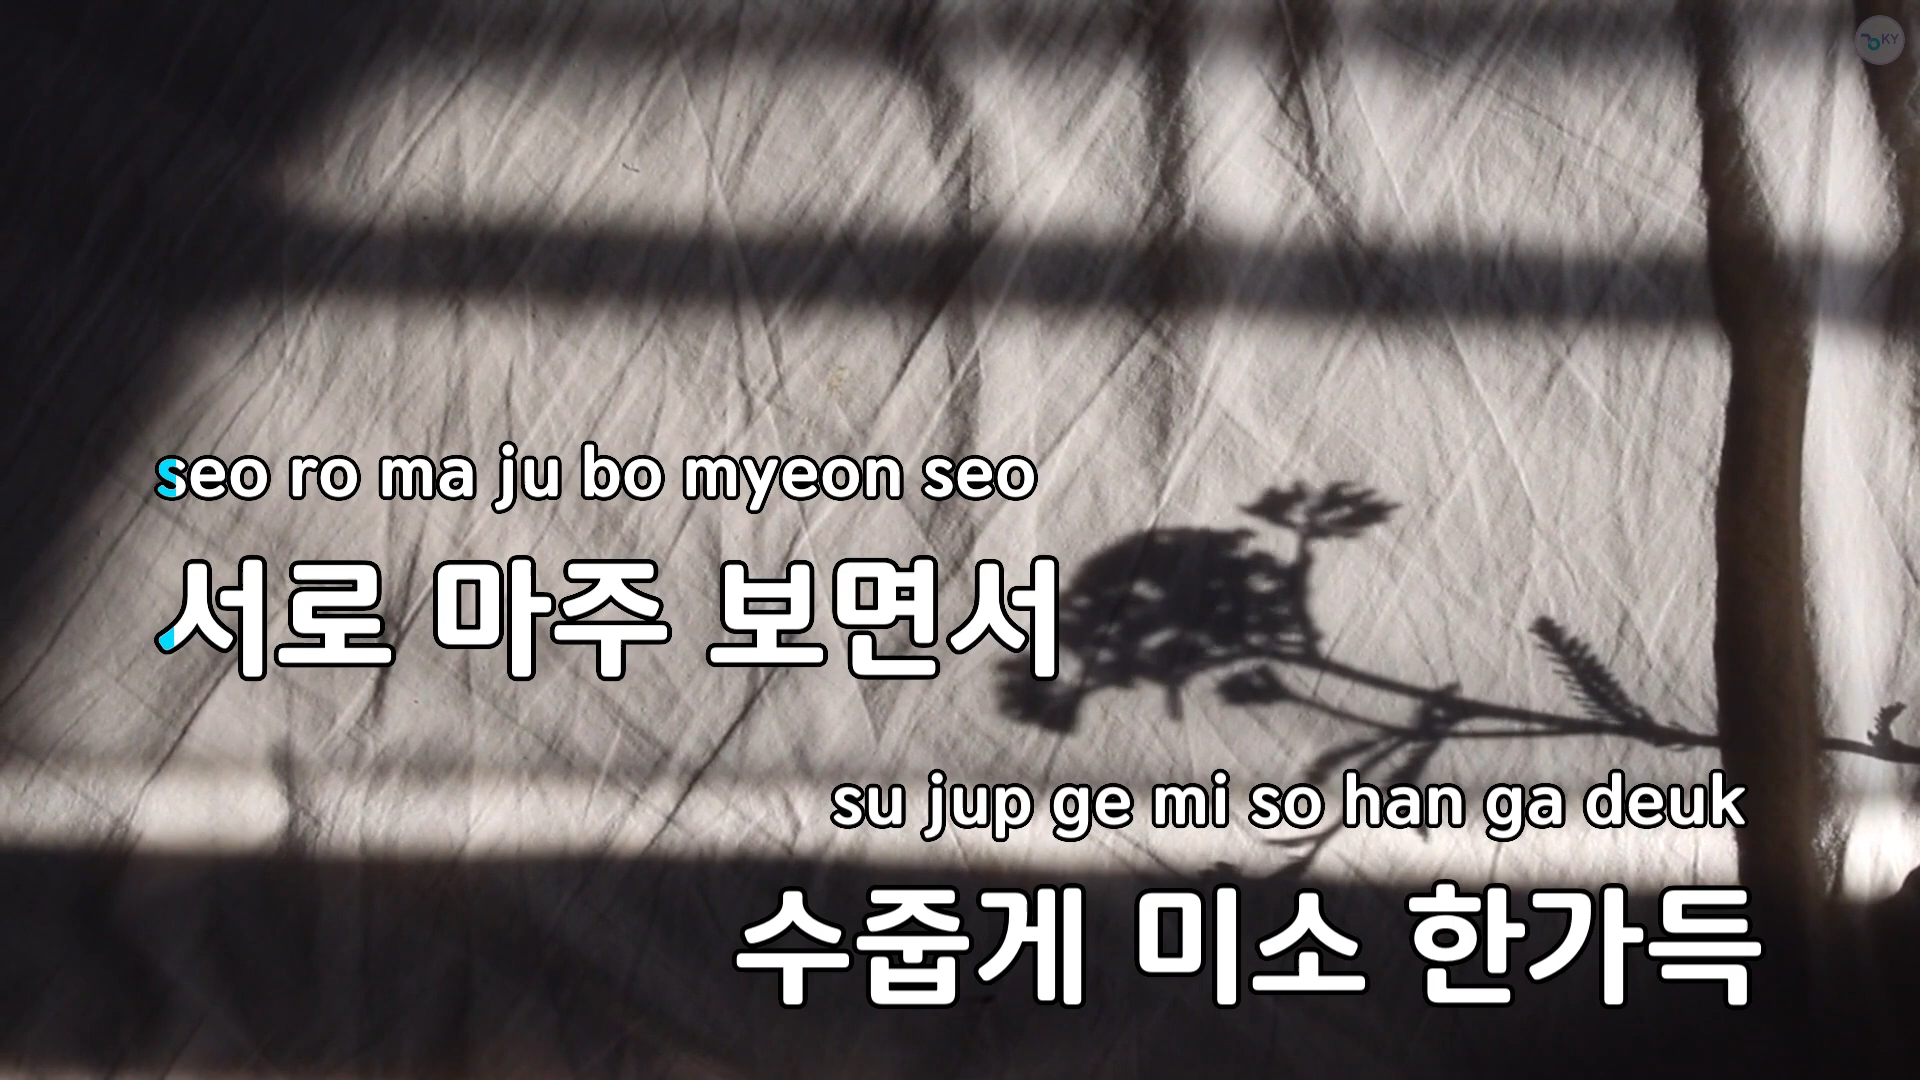 KY
seo ro ma ju bo myeon seo
서로 마주 보면서
su jup ge mi so han ga deuk
수줍게 미소 한가득